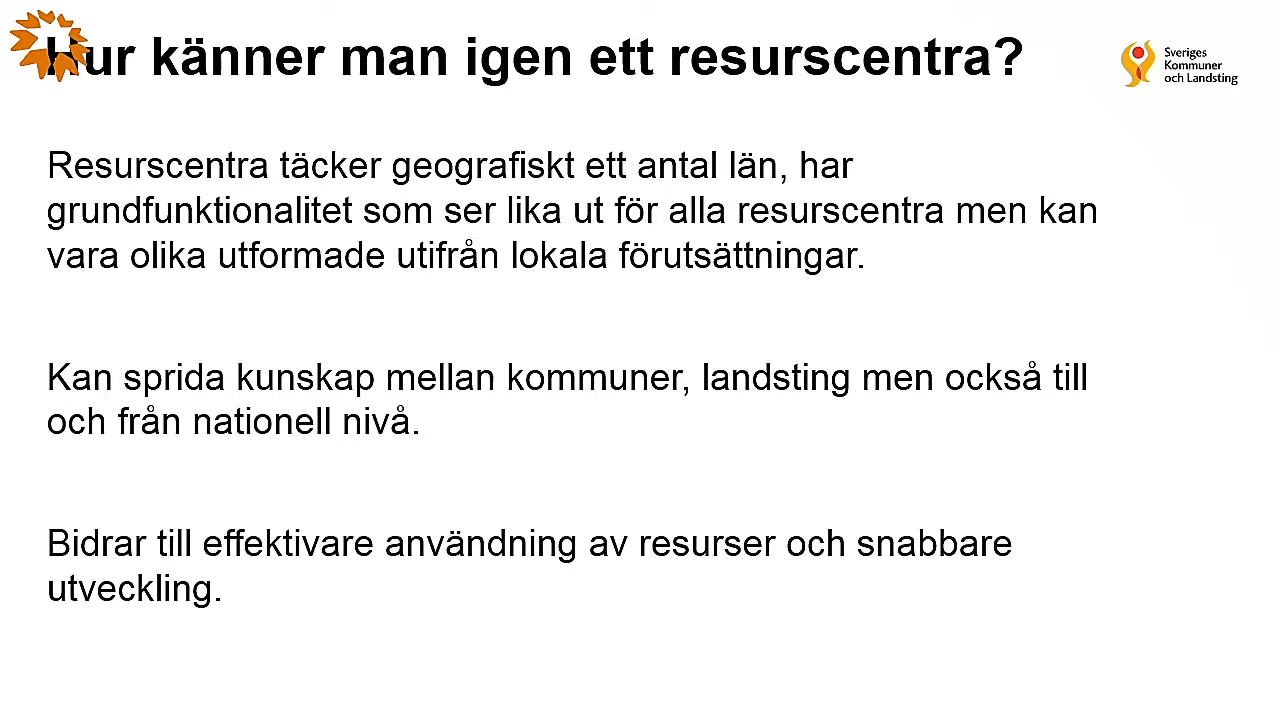 Hur känner man igen ett resurscentra?
Sveriges
Kommuner
och Landsting
Resurscentra täcker geografiskt ett antal län, har
grundfunktionalitet som ser lika ut för alla resurscentra men kan
vara olika utformade utifrån lokala förutsättningar.
Kan sprida kunskap mellan kommuner, landsting men också till
och från nationell nivå.
Bidrar till effektivare användning av resurser och snabbare
utveckling.